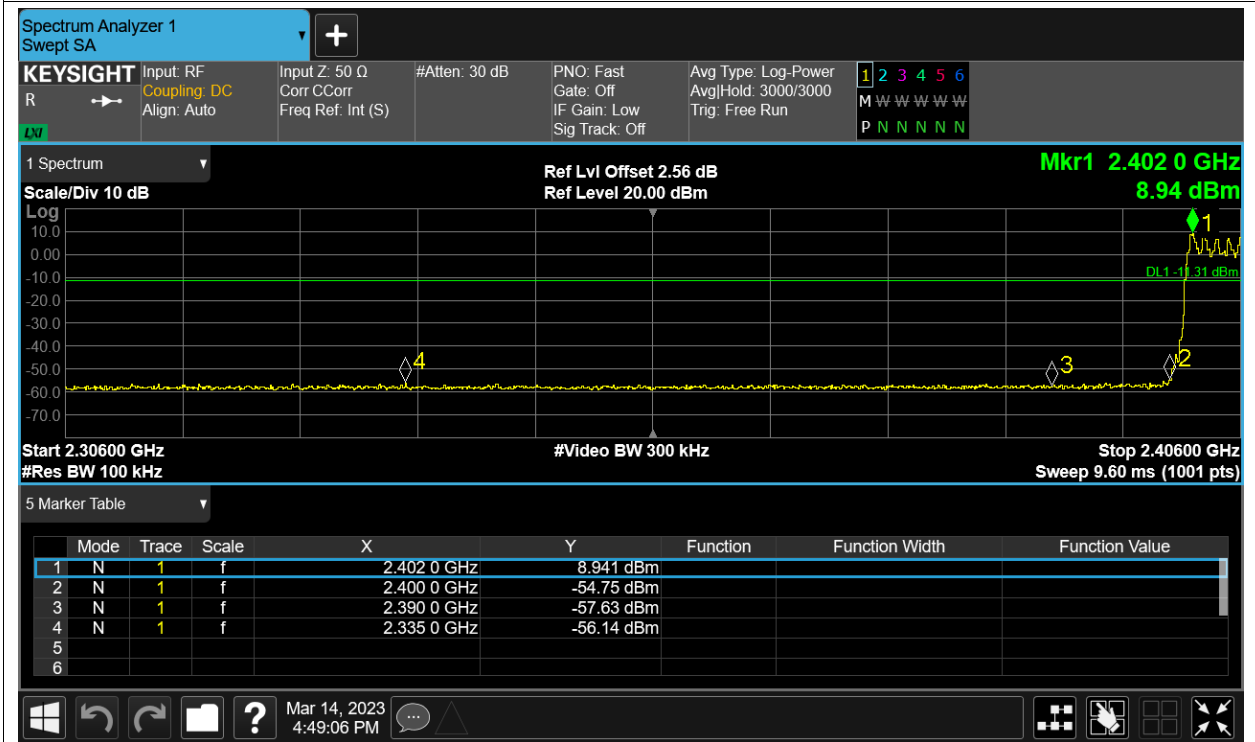 Spectrum Analyzer 1
Swept SA
+
KEYSIGHT Input: RF Input Z: 50 Ω #Atten: 30 dB PNO: Fast Avg Type: Log-Power 1 2 3 4 5 6
R Coupling: DC Corr CCorr Gate: Off Avg|Hold: 3000/3000 M W W W W W
Align: Auto Freq Ref: Int (S) IF Gain: Low Trig: Free Run
LXI Sig Track: Off P N N N N N
1 Spectrum Ref Lvl Offset 2.56 dB Mkr1 2.402 0 GHz
Scale/Div 10 dB Ref Level 20.00 dBm 8.94 dBm
Log
1
10.0
0.00
DL1 -11.31 dBm
-10.0
-20.0
-30.0
-40.0
4 3 2
-50.0
-60.0
-70.0
Start 2.30600 GHz #Video BW 300 kHz Stop 2.40600 GHz
#Res BW 100 kHz Sweep 9.60 ms (1001 pts)
5 Marker Table
Mode Trace Scale X Y Function Function Width Function Value
1 N 1 f 2.402 0 GHz 8.941 dBm
2 N 1 f 2.400 0 GHz -54.75 dBm
3 N 1 f 2.390 0 GHz -57.63 dBm
4 N 1 f 2.335 0 GHz -56.14 dBm
5
6
? Mar 14, 2023
4:49:06 PM